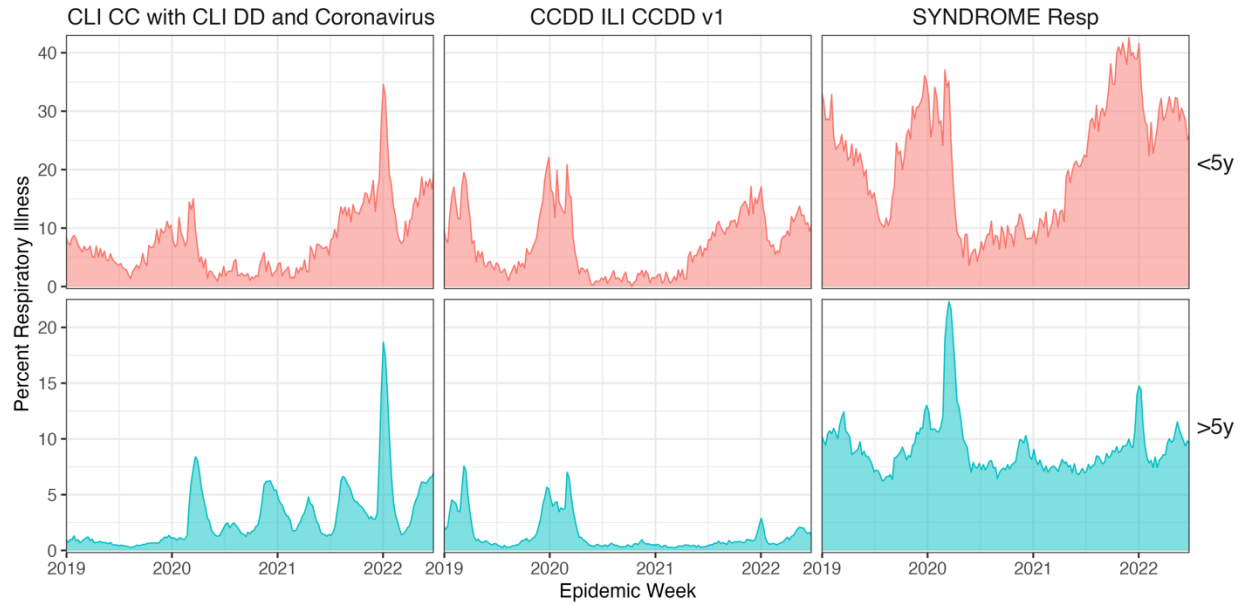 CLI CC with CLI DD and Coronavirus
CCDD ILI CCDD v1
SYNDROME Resp
Percent Respiratory Illness
40
30
20
10
0
<5y
20
15
10
5
0
>5y
2019 2020 2021 2022 2019 2020 2021 2022 2019 2020 2021 2022
Epidemic Week